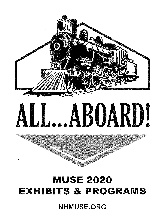 ALL...ABOARD!
MUSE 2020
EXHIBITS & PROGRAMS
NHMUSE.ORG